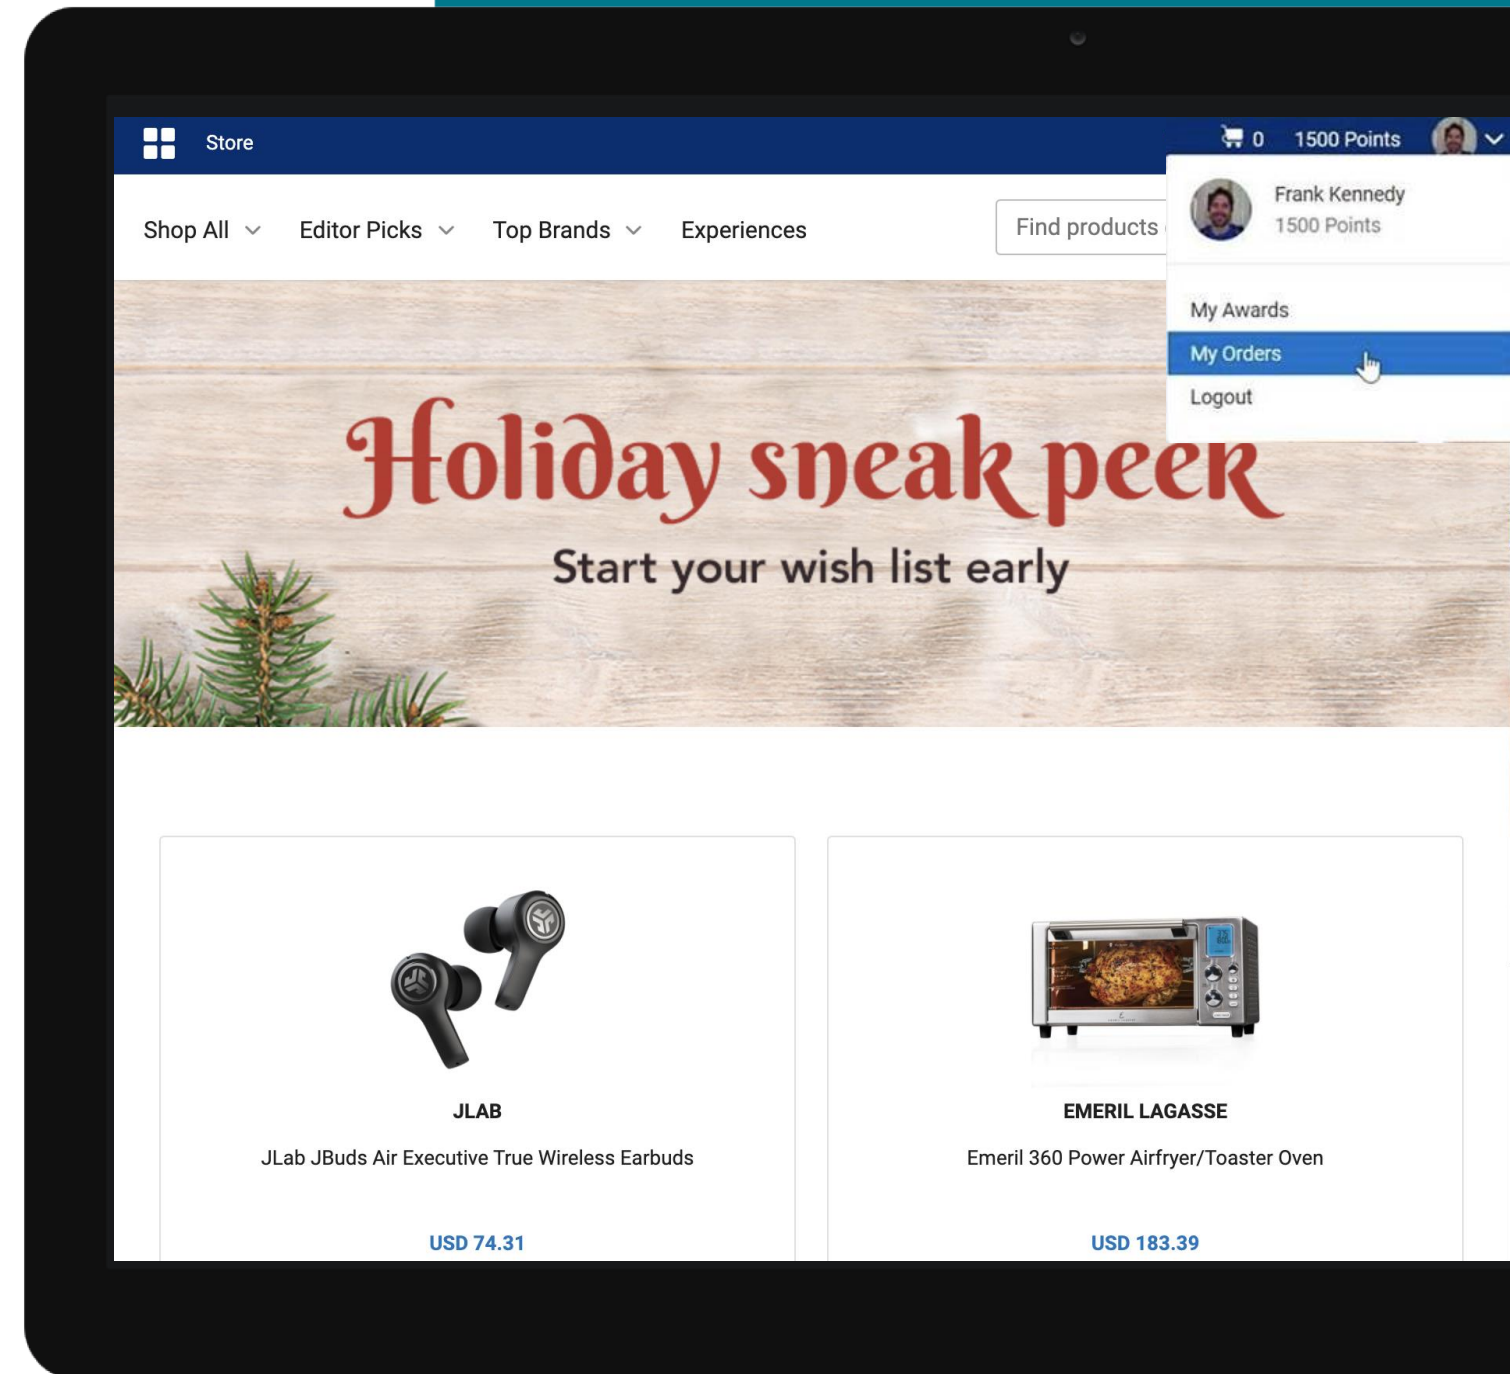 Store
0
1500 Points
Frank Kennedy
1500 Points
Shop All
Editor Picks
Top Brands
Experiences
Find products
My Awards
My Orders
Logout
Holiday sneak peek
Start your wish list early
JLAB
JLab JBuds Air Executive True Wireless Earbuds
USD 74.31
EMERIL LAGASSE
Emeril 360 Power Airfryer/Toaster Oven
USD 183.39